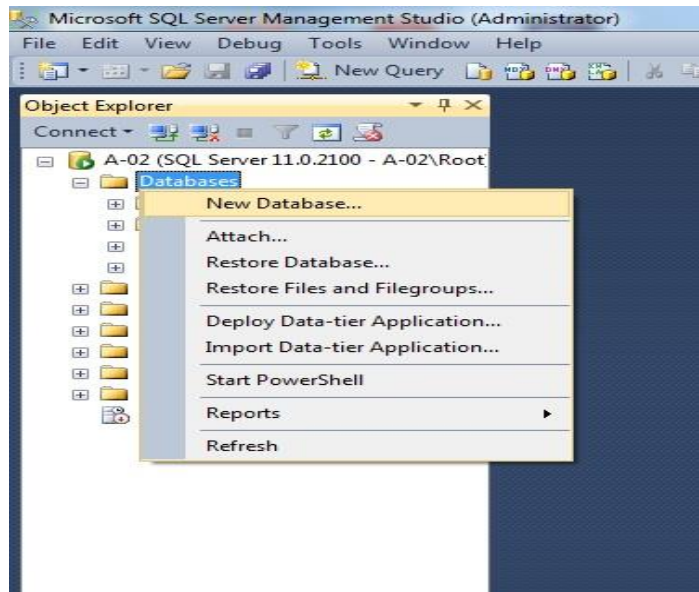 Microsoft SQL Server Management Studio (Administrator)
File Edit View Debug Tools Window Help
New Query
Object Explorer
Connect
A-02 (SQL Server 11.0.2100 - A-02\Root
Databases
New Database...
Attach...
Restore Database...
Restore Files and Filegroups...
Deploy Data-tier Application...
Import Data-tier Application...
Start PowerShell
Reports
Refresh